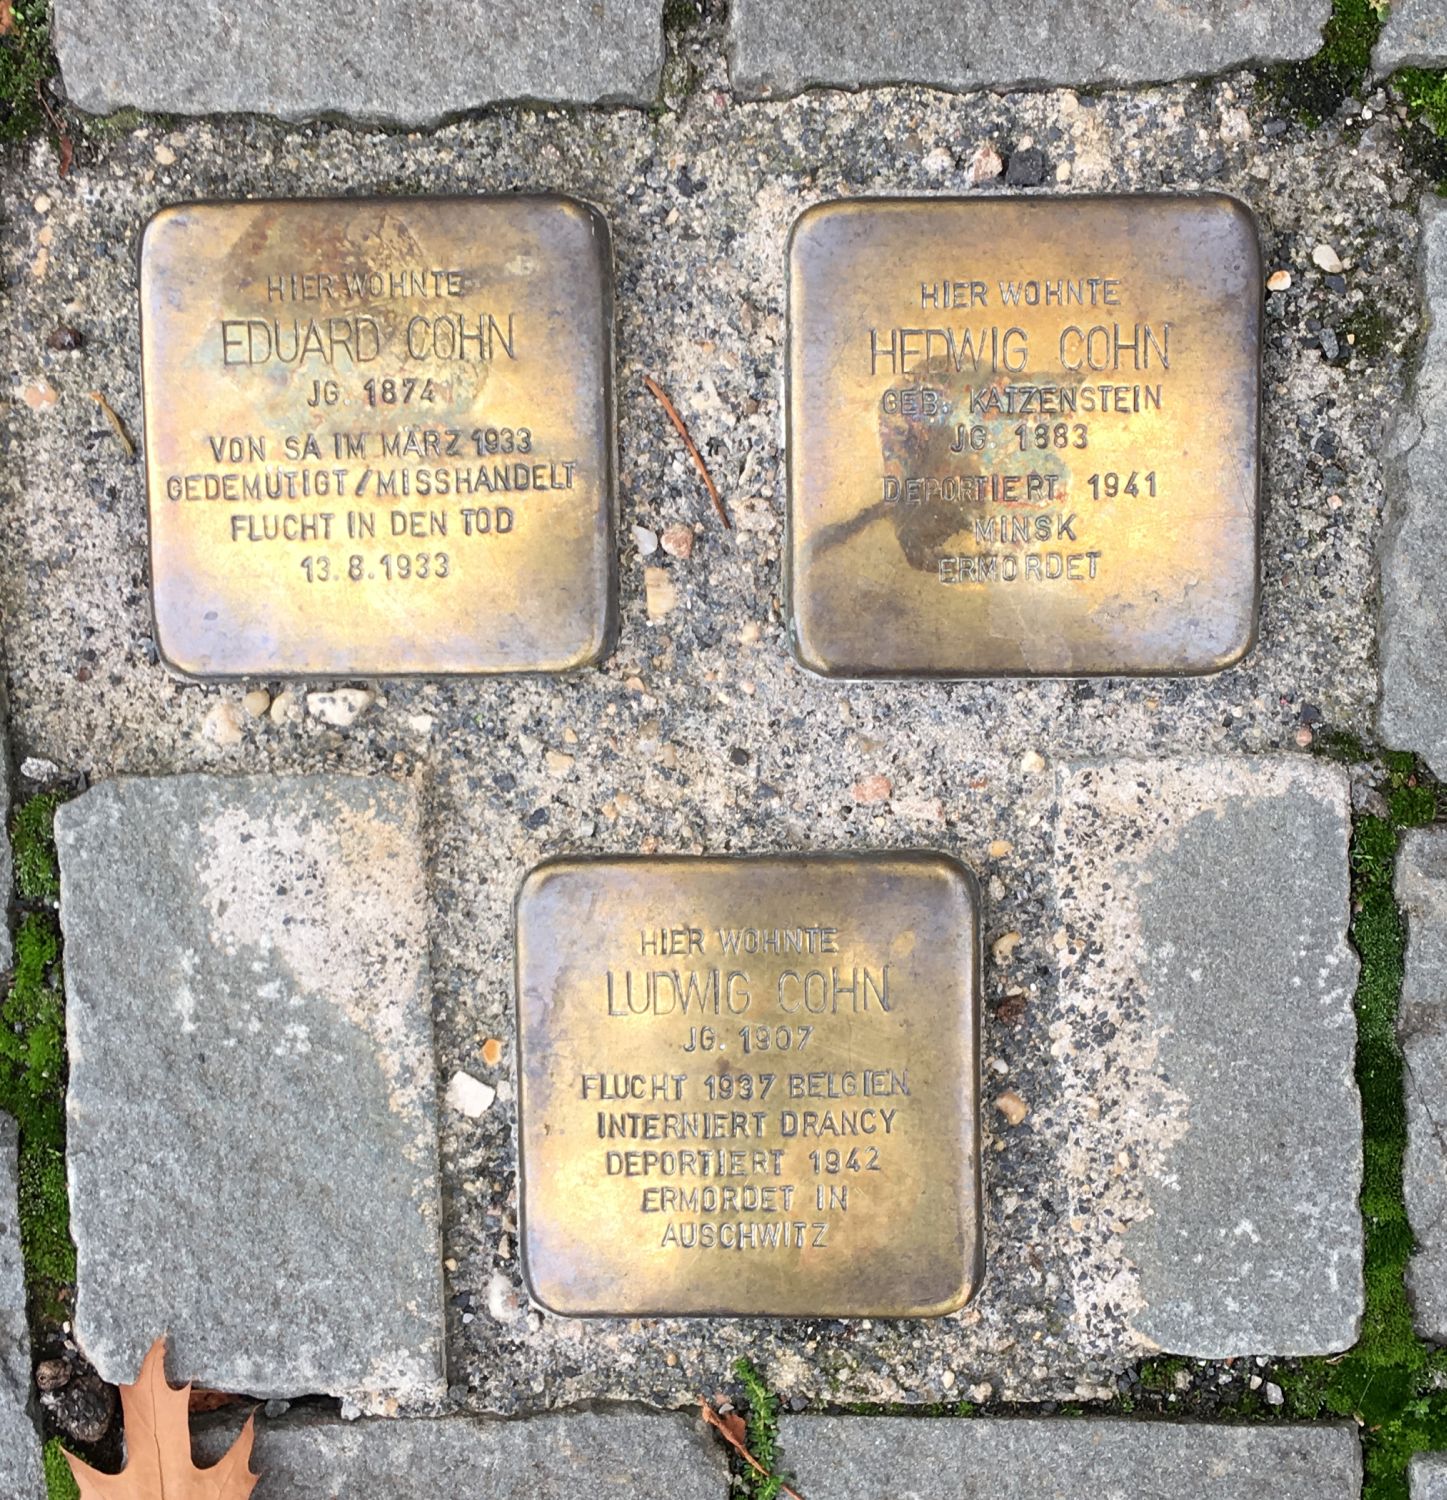 HIER WOHNTE
EDUARD COHN
JG. 1874
VON SA IM MÄRZ 1933
GEDEMÜTIGT/MISSHANDELT
FLUCHT IN DEN TOD
13.8.1933
HIER WOHNTE
HEDWIG COHN
GEB. KATZENSTEIN
JG. 1883
DEPORTIERT 1941
MINSK
ERMORDET
HIER WOHNTE
LUDWIG COHN
JG. 1907
FLUCHT 1937 BELGIEN
INTERNIERT DRANCY
DEPORTIERT 1942
ERMORDET IN
AUSCHWITZ